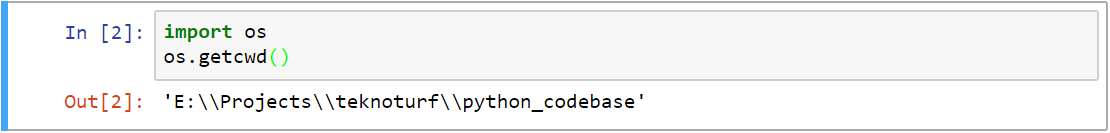 In [2]: import os
os.getcwd()
Out[2]: 'E:\\Projects\\teknoturf\\python_codebase'